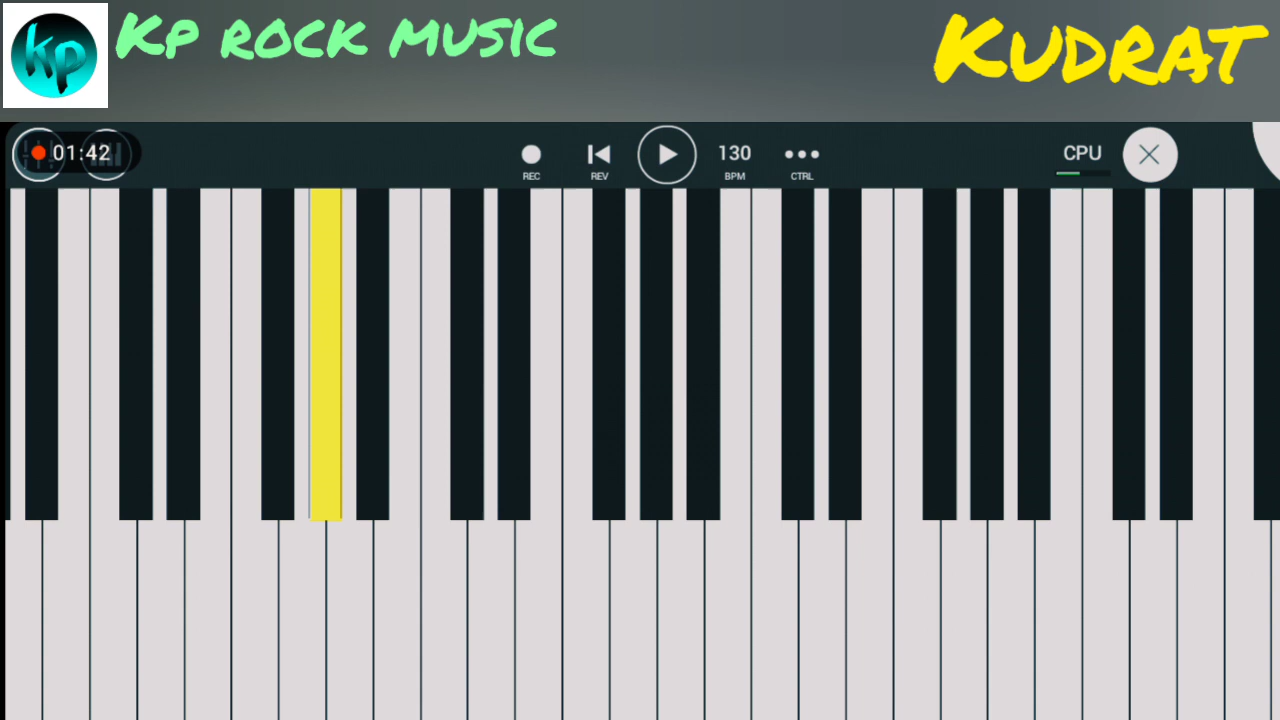 kp
Kp rock music
Kudrat
01:42
REC
REV
130
BPM
CTRL
CPU